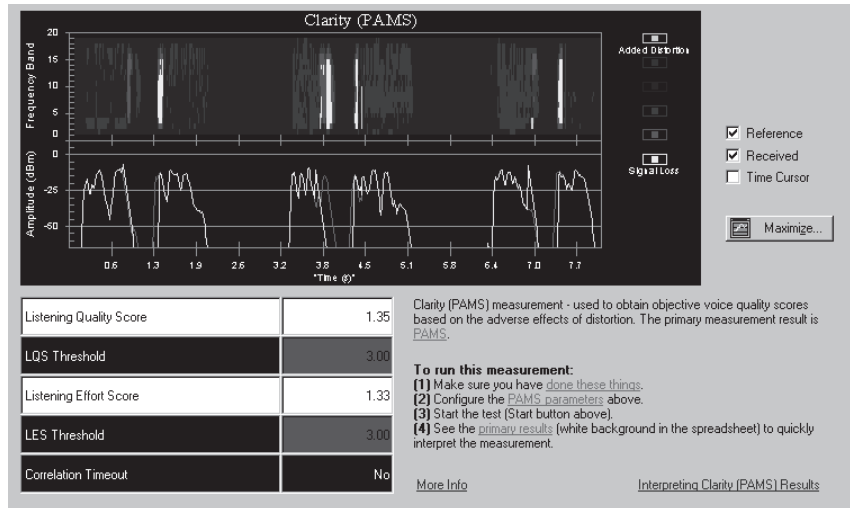 Clarity (PAMS)
Frequency Band
20
15
10
5
0
Amplitude (dBm)
0
-25
-50
0.6 1.3 1.9 2.6 3.2 3.8 4.5 5.1 5.8 6.4 7.0 7.7
"Time (s)"
Added Distortion
Signal Loss
Reference
Received
Time Cursor
Maximize...
Listening Quality Score 1.35
LQS Threshold 3.00
Listening Effort Score 1.33
LES Threshold 3.00
Correlation Timeout No
Clarity (PAMS) measurement - used to obtain objective voice quality scores
based on the adverse effects of distortion. The primary measurement result is
PAMS.
To run this measurement:
(1) Make sure you have done these things.
(2) Configure the PAMS parameters above.
(3) Start the test (Start button above).
(4) See the primary results (white background in the spreadsheet) to quickly
interpret the measurement.
More Info
Interpreting Clarity (PAMS) Results